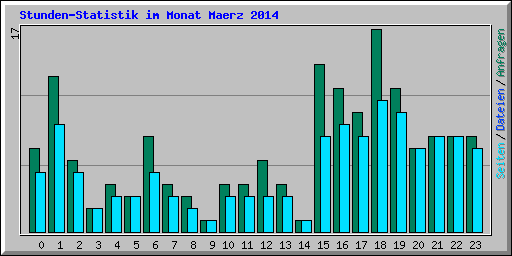 Stunden-Statistik im Monat Maerz 2014
17
Seiten/Dateien/Anfragen
0 1 2 3 4 5 6 7 8 9 10 11 12 13 14 15 16 17 18 19 20 21 22 23